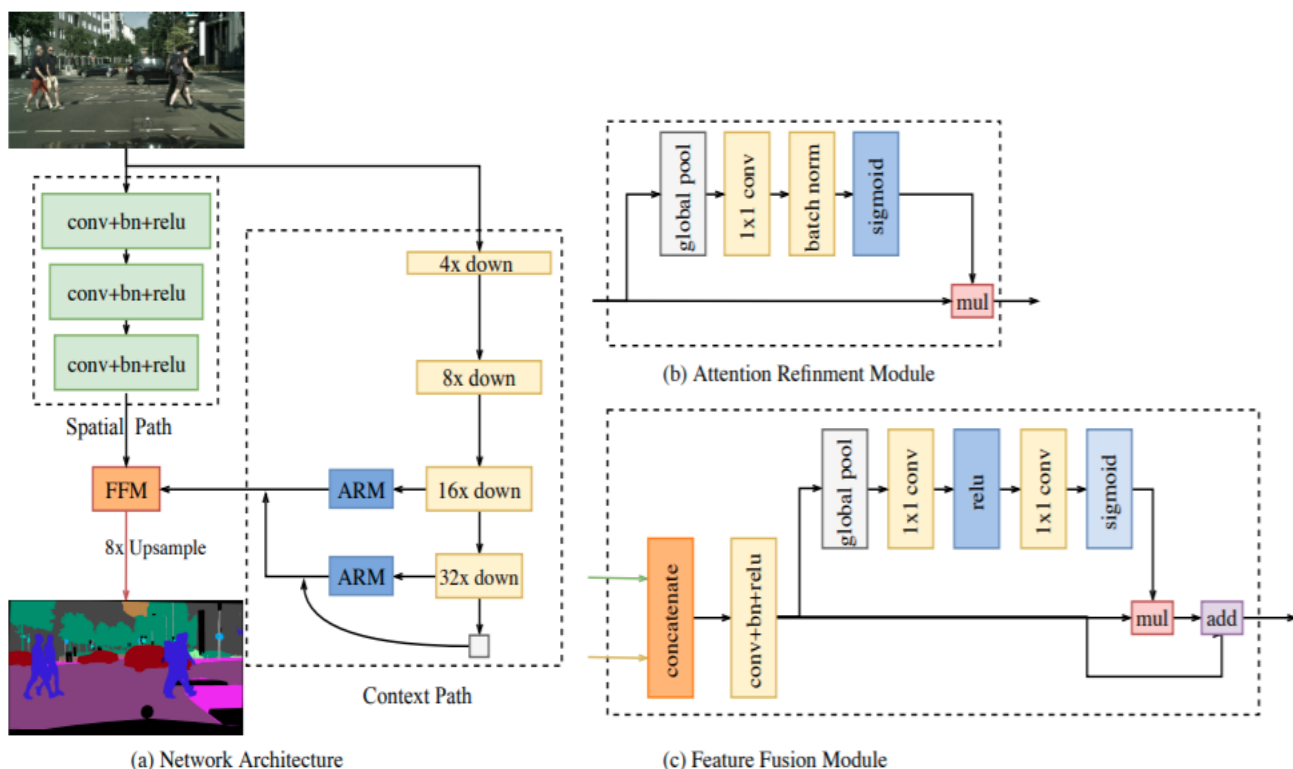 conv+bn+relu
conv+bn+relu
conv+bn+relu
Spatial Path
FFM
8x Upsample
4x down
8x down
ARM
16x down
ARM
32x down
Context Path
(a) Network Architecture
global pool
1x1 conv
batch norm
sigmoid
mul
(b) Attention Refinment Module
global pool
1x1 conv
relu
1x1 conv
sigmoid
concatenate
conv+bn+relu
mul
add
(c) Feature Fusion Module